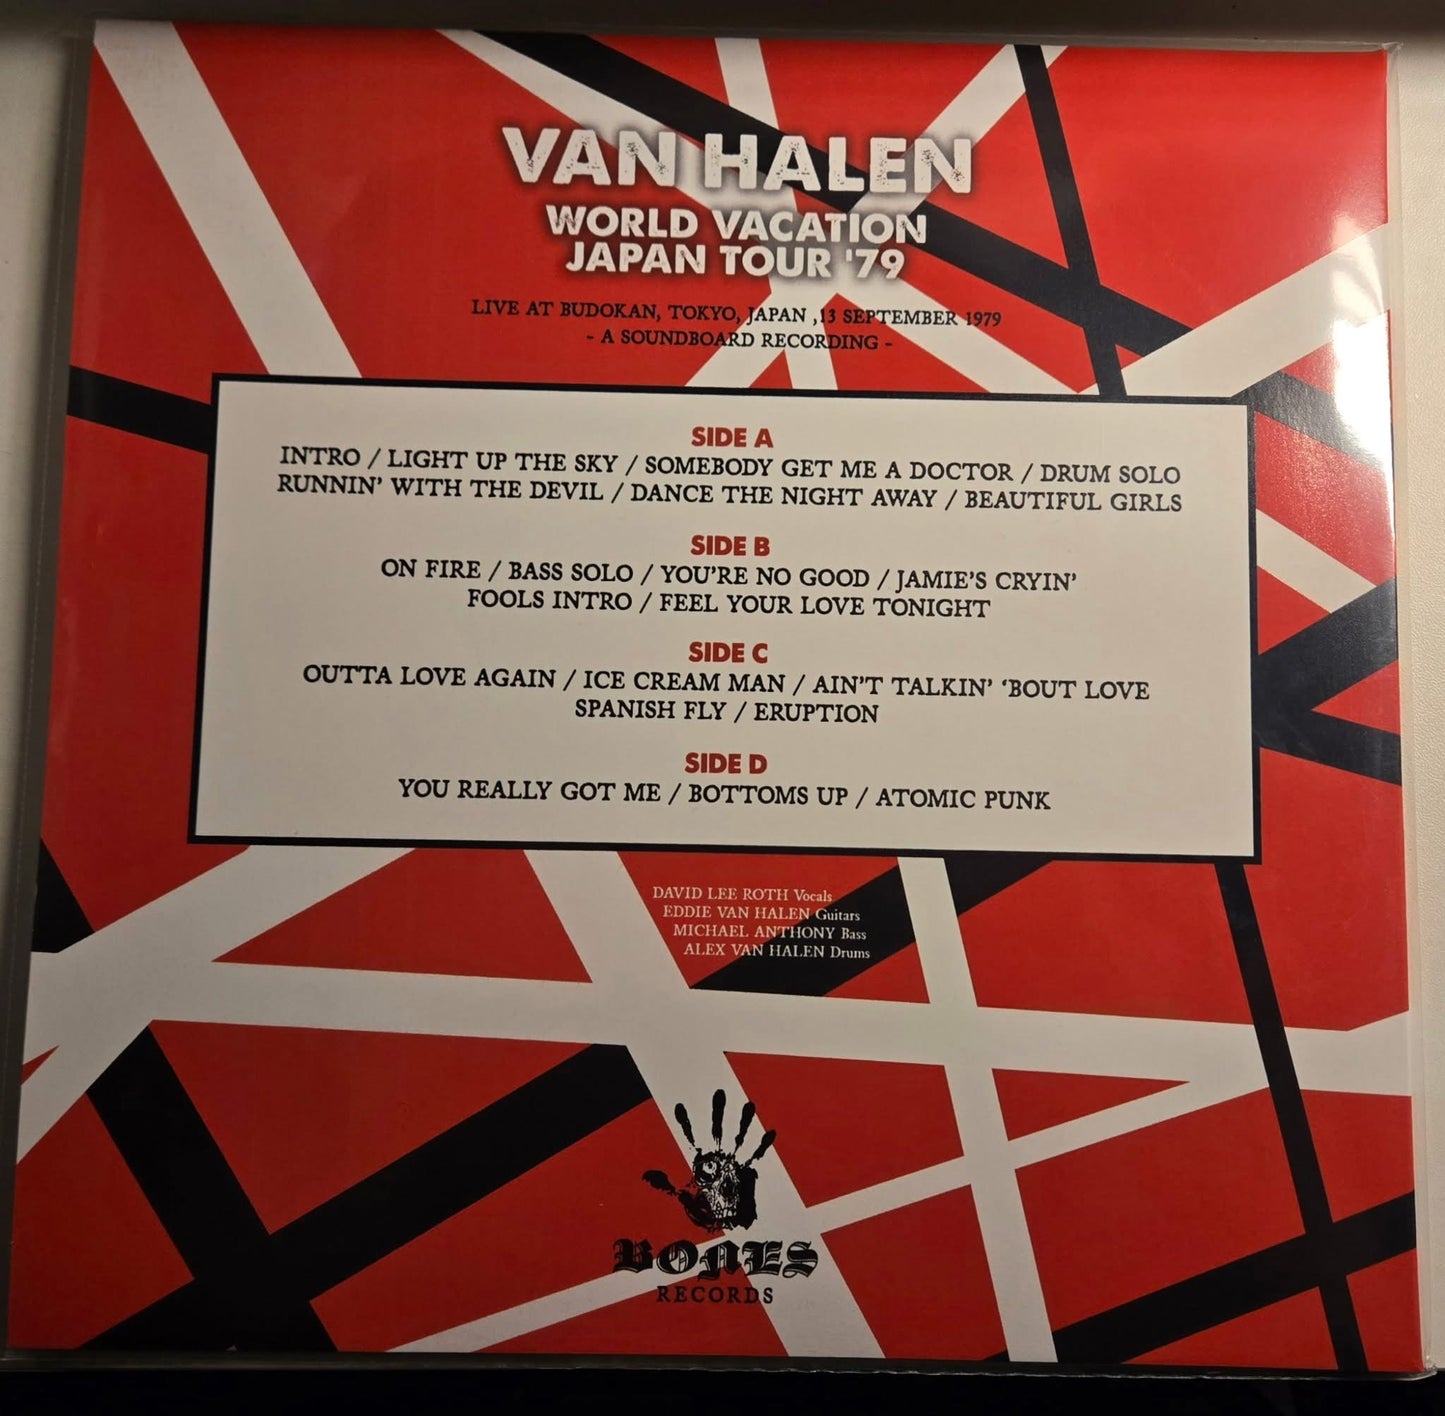 VAN HALEN
WORLD VACATION
JAPAN TOUR '79
LIVE AT BUDOKAN, TOKYO, JAPAN ,13 SEPTEMBER 1979
- A SOUNDBOARD RECORDING -
SIDE A
INTRO / LIGHT UP THE SKY / SOMEBODY GET ME A DOCTOR / DRUM SOLO
RUNNIN' WITH THE DEVIL / DANCE THE NIGHT AWAY / BEAUTIFUL GIRLS
SIDE B
ON FIRE / BASS SOLO / YOU'RE NO GOOD / JAMIE'S CRYIN'
FOOLS INTRO / FEEL YOUR LOVE TONIGHT
SIDE C
OUTTA LOVE AGAIN / ICE CREAM MAN / AIN'T TALKIN' ‘BOUT LOVE
SPANISH FLY / ERUPTION
SIDE D
YOU REALLY GOT ME / BOTTOMS UP / ATOMIC PUNK
DAVID LEE ROTH Vocals
EDDIE VAN HALEN Guitars
MICHAEL ANTHONY Bass
ALEX VAN HALEN Drums
BONES
RECORDS